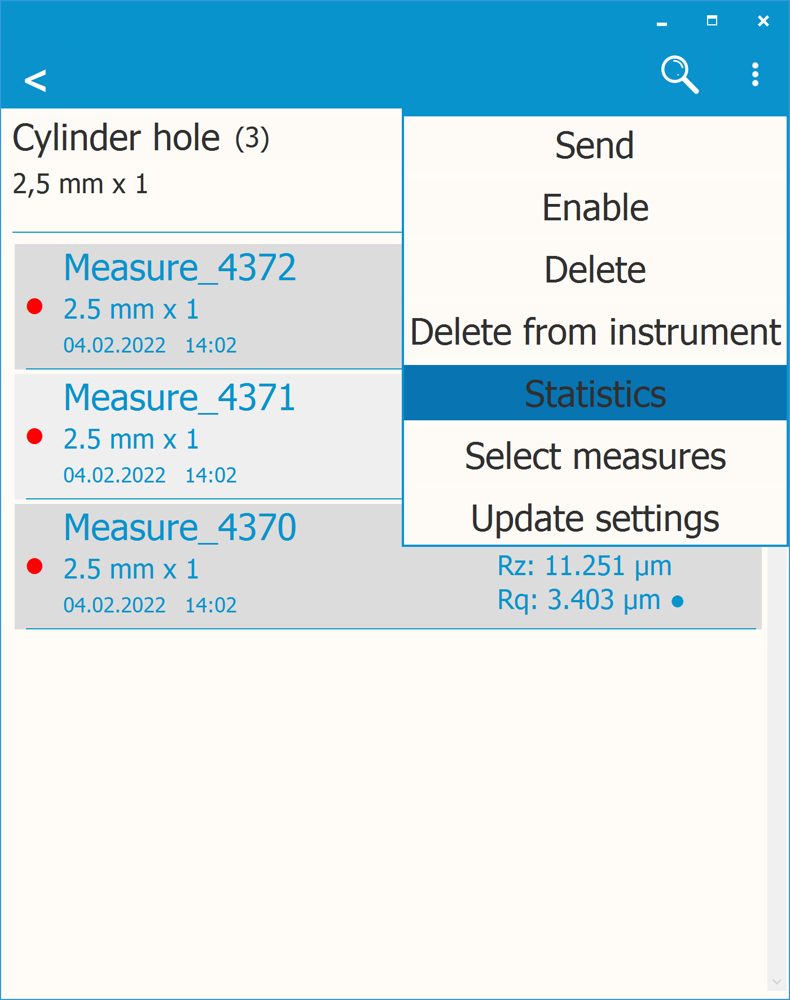 <
Cylinder hole (3)
2,5 mm x 1
Send
Enable
Delete
Delete from instrument
Statistics
Select measures
Update settings
Measure_4372
2.5 mm x 1
04.02.2022 14:02
Measure_4371
2.5 mm x 1
04.02.2022 14:02
Measure_4370
2.5 mm x 1
04.02.2022 14:02
Rz: 11.251 µm
Rq: 3.403 µm